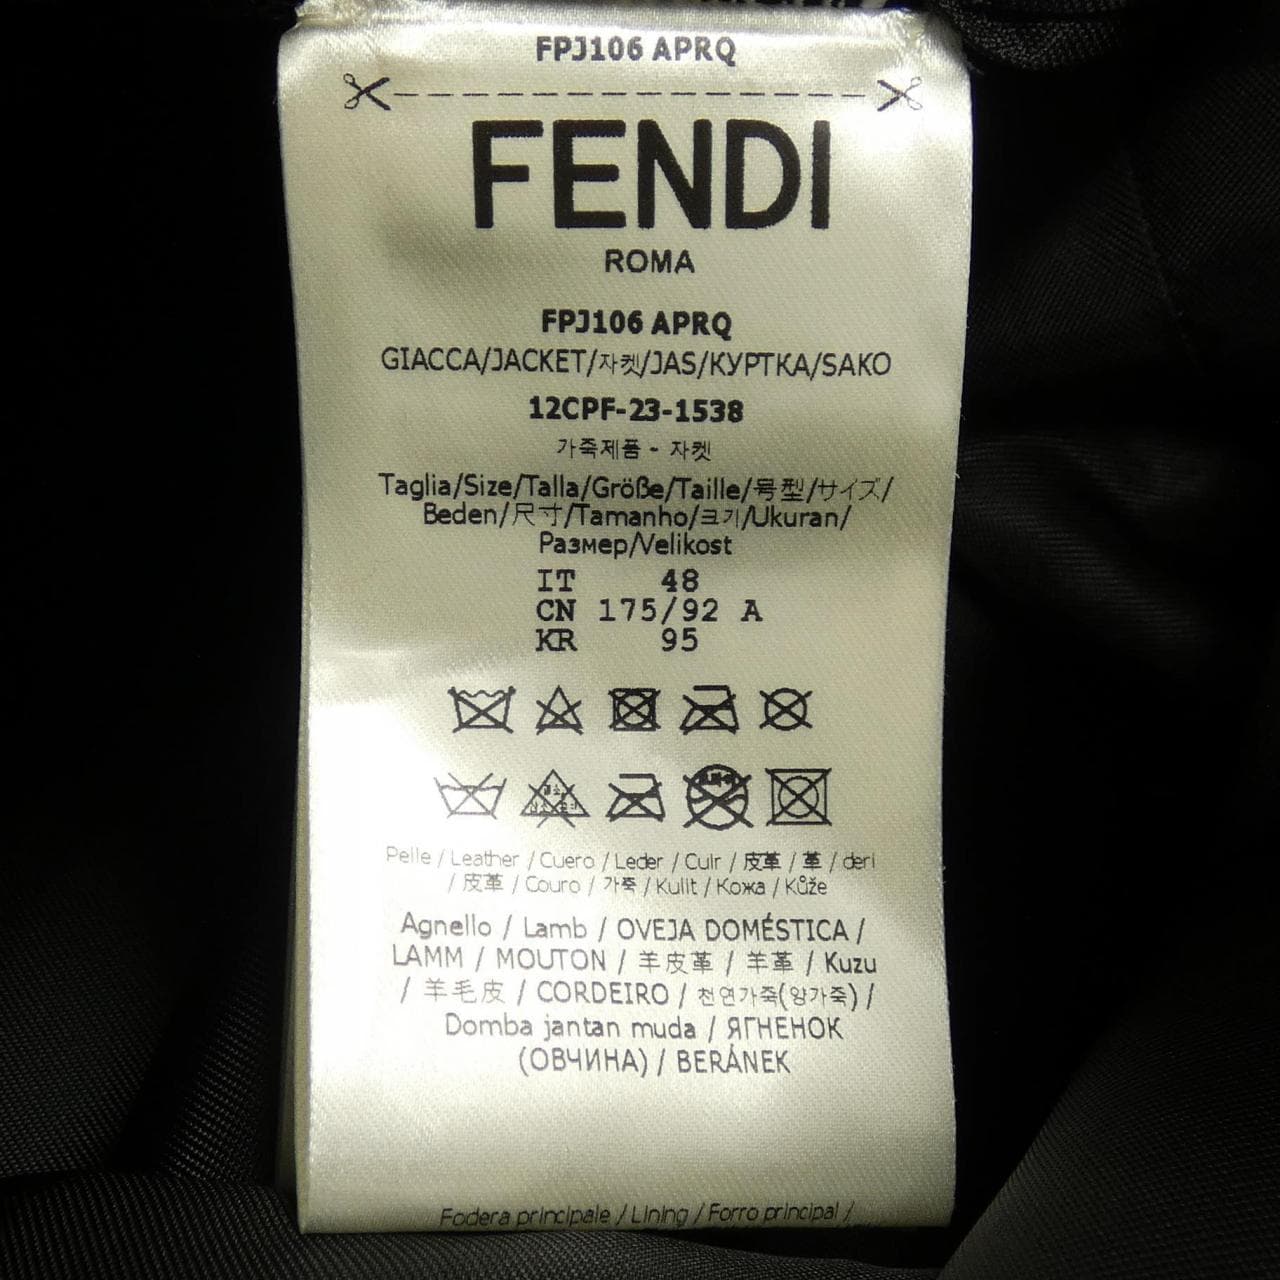 FPJ106 APRQ
FENDI
ROMA
FPJ106 APRQ
GIACCA/JACKET/자켓/JAS/КУРТКА/SAKO
12CPF-23-1538
가죽제품 - 자켓
Taglia/Size/Talla/Größe/Taille/号型/サイズ/
Beden/尺寸/Tamanho/크기/Ukuran/
Размер/Velikost
IT 48
CN 175/92 A
KR 95
Pelle / Leather / Cuero / Leder / Cuir / 皮革 / 革 / deri
/ 皮革 / Couro / 가죽 / Kulit / Кожа / Kůže
Agnello / Lamb / OVEJA DOMÉSTICA /
LAMM / MOUTON / 羊皮革 / 羊革 / Kuzu
/ 羊毛皮 / CORDEIRO / 천연가죽(양가죽) /
Domba jantan muda / ЯГНЕНОК
(ОВЧИНА) / BERÁNEK
Fodera principale / Lining / Forro principal /